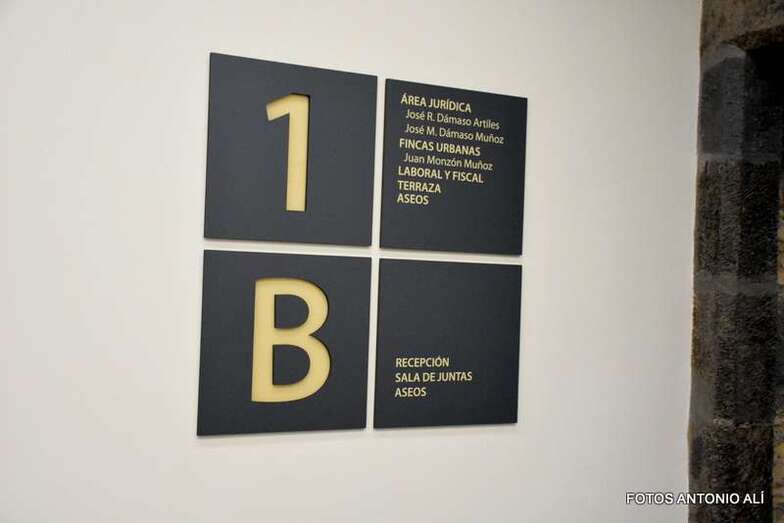 1
ÁREA JURÍDICA
José R. Dámaso Artiles
José M. Dámaso Muñoz
FINCAS URBANAS
Juan Monzón Muñoz
LABORAL Y FISCAL
TERRAZA
ASEOS
B
RECEPCIÓN
SALA DE JUNTAS
ASEOS
FOTOS ANTONIO ALÍ